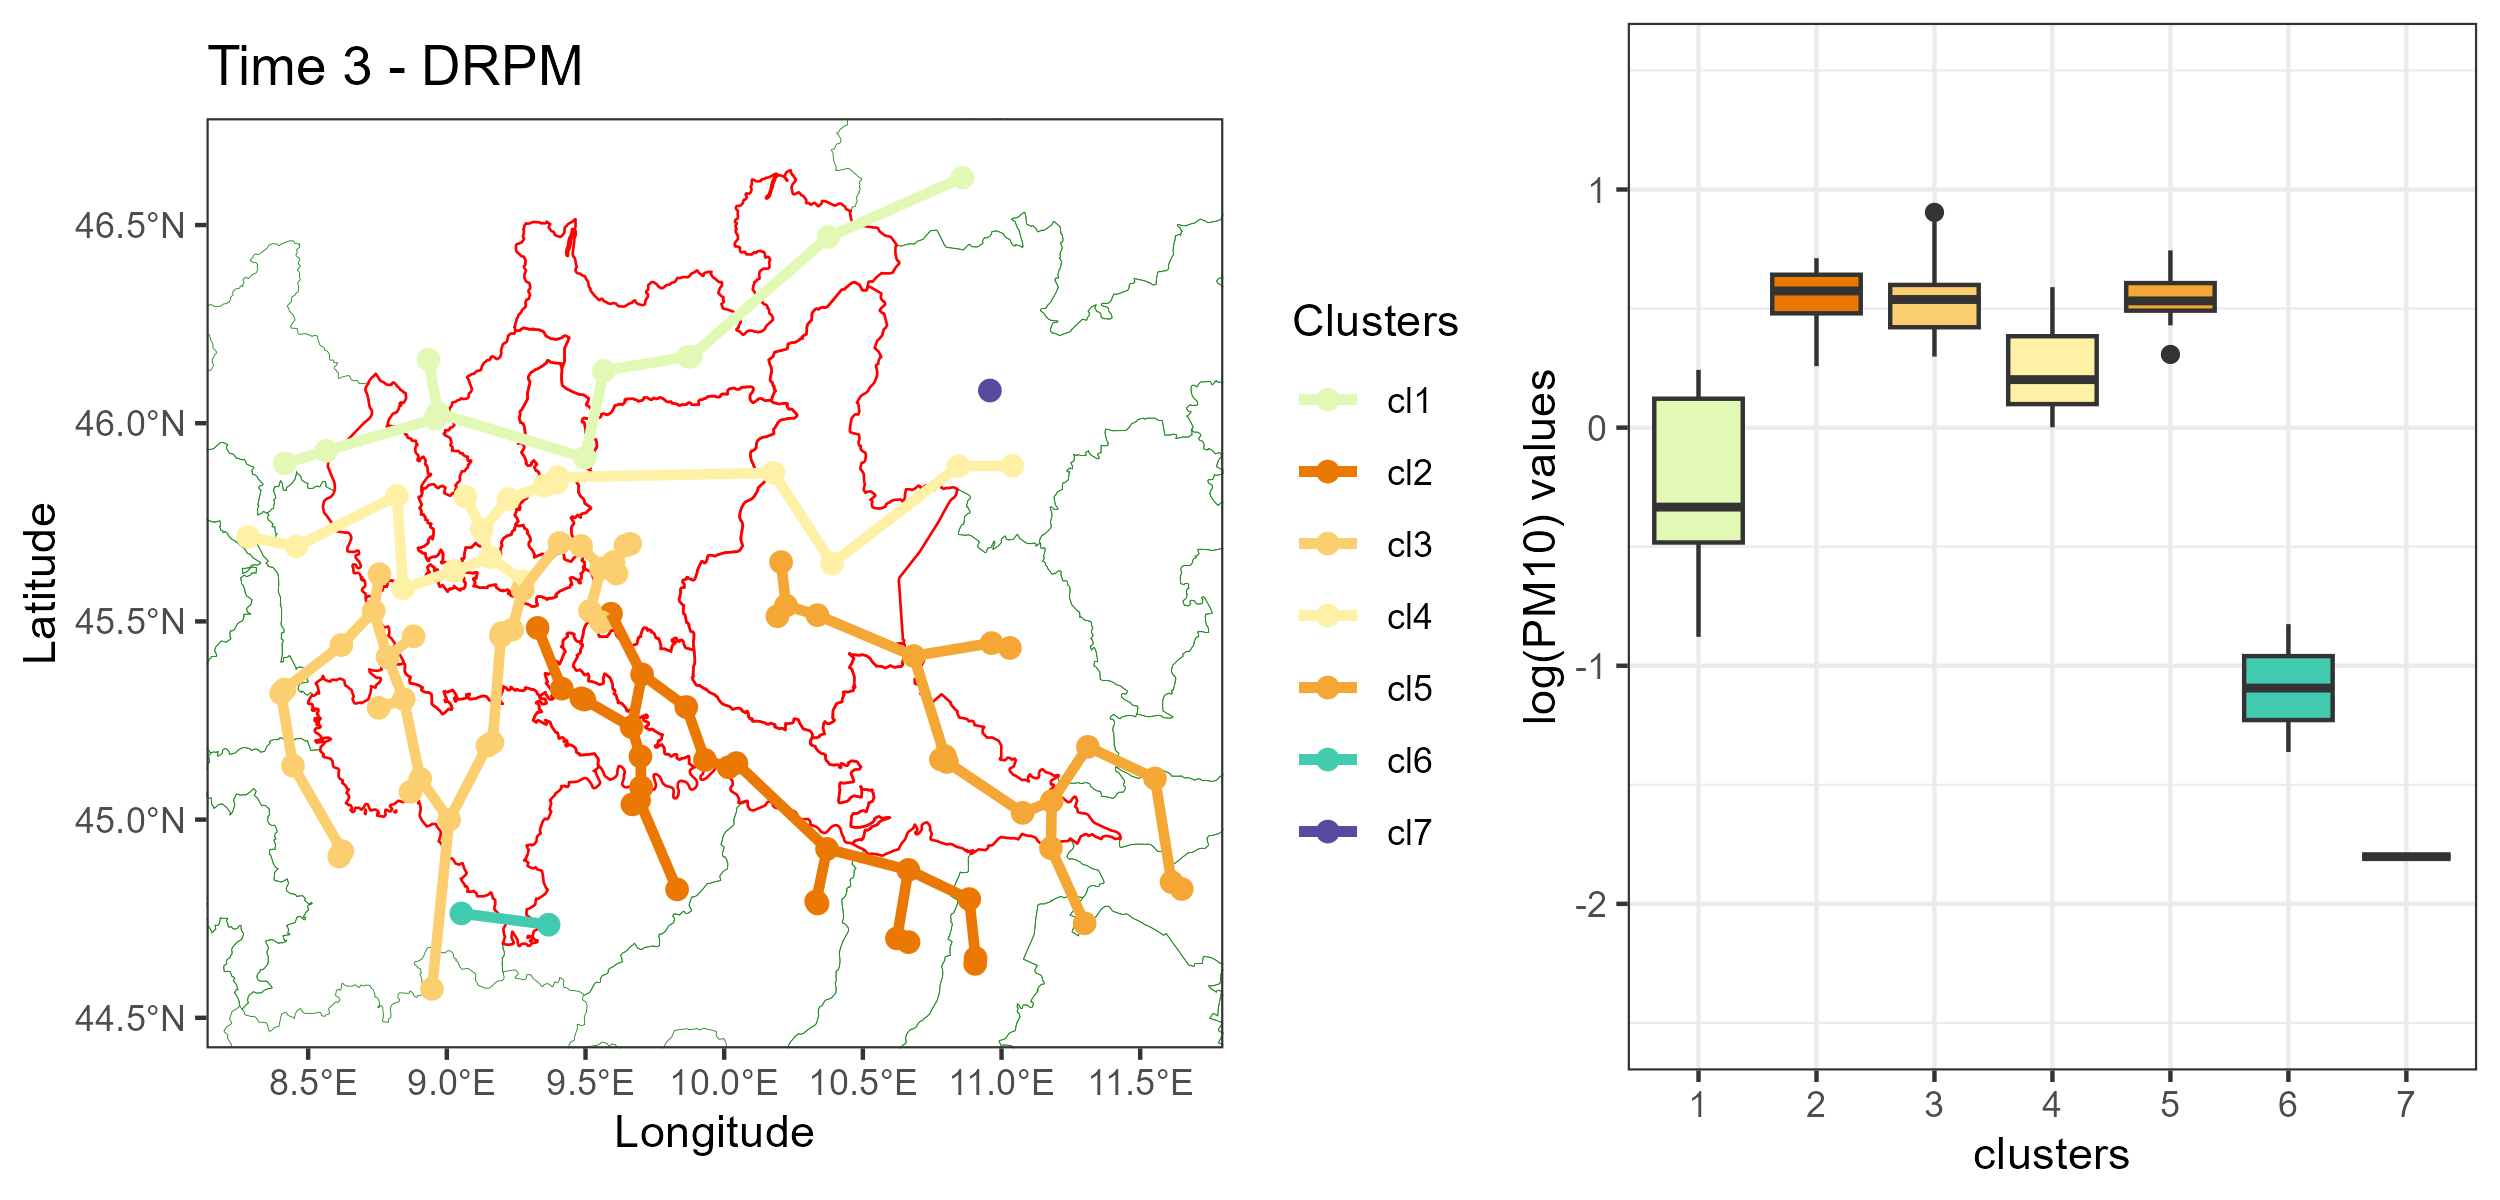 Time 3 - DRPM
Latitude
46.5°N
46.0°N
45.5°N
45.0°N
44.5°N
8.5°E 9.0°E 9.5°E 10.0°E 10.5°E 11.0°E 11.5°E
Longitude
Clusters
cl1
cl2
cl3
cl4
cl5
cl6
cl7
log(PM10) values
1
0
-1
-2
1 2 3 4 5 6 7
clusters